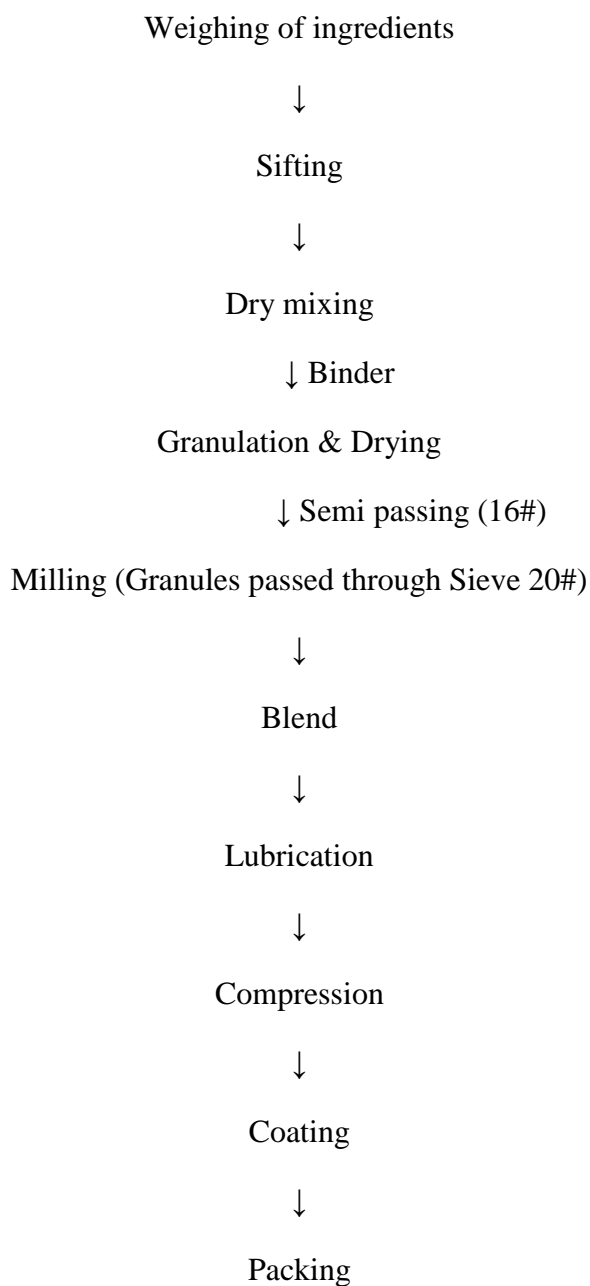 Weighing of ingredients
↓
Sifting
↓
Dry mixing
↓ Binder
Granulation & Drying
↓ Semi passing (16#)
Milling (Granules passed through Sieve 20#)
↓
Blend
↓
Lubrication
↓
Compression
↓
Coating
↓
Packing